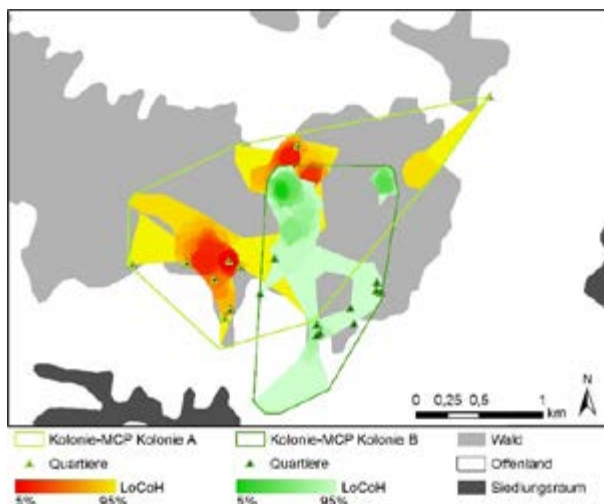 0 0,25 0,5 1
km
N
Kolonie-MCP Kolonie A Kolonie-MCP Kolonie B Wald
Quartiere Quartiere Offenland
LoCoH LoCoH Siedlungsraum
5% 95% 5% 95%